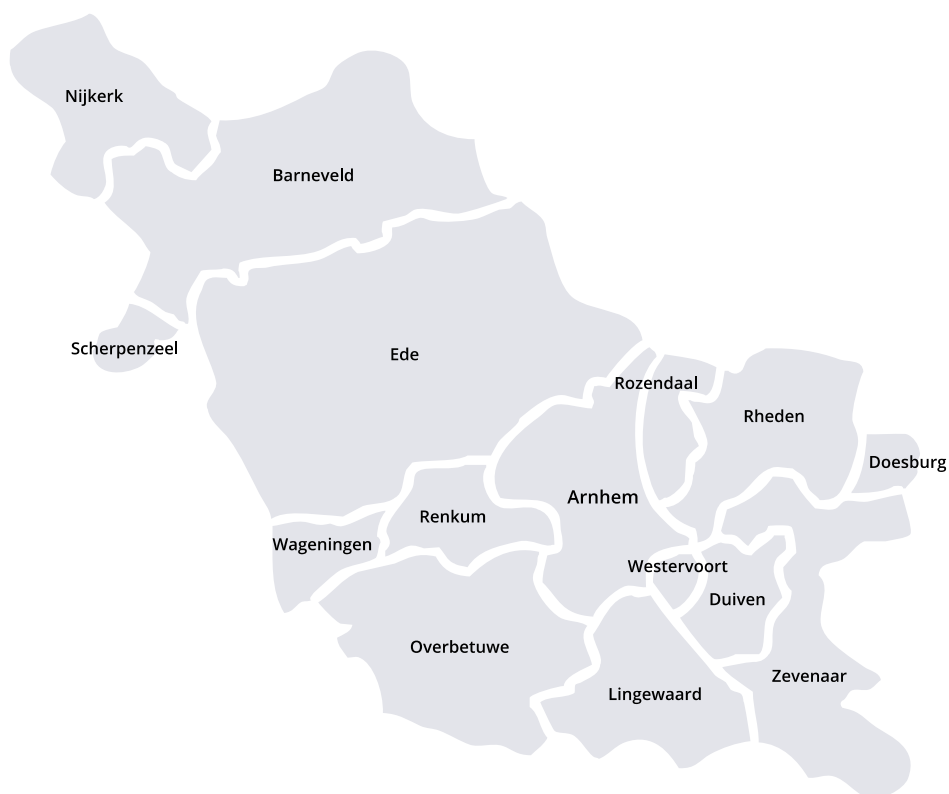 Nijkerk
Barneveld
Scherpenzeel
Ede
Rozendaal
Rheden
Doesburg
Arnhem
Renkum
Wageningen
Westervoort
Duiven
Overbetuwe
Zevenaar
Lingewaard